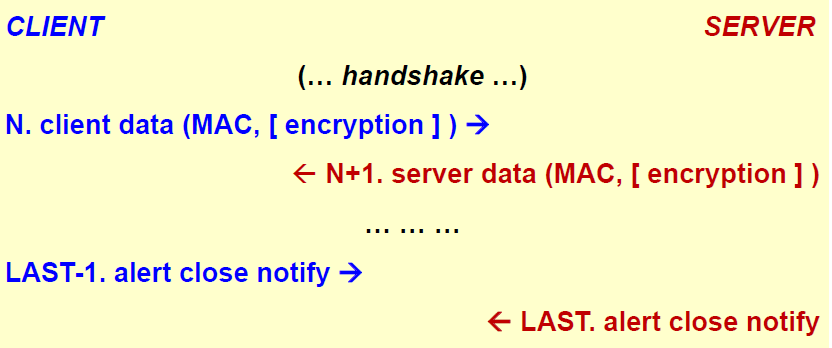 CLIENT SERVER
(… handshake …)
N. client data (MAC, [ encryption ] ) →
← N+1. server data (MAC, [ encryption ] )
… … …
LAST-1. alert close notify →
← LAST. alert close notify